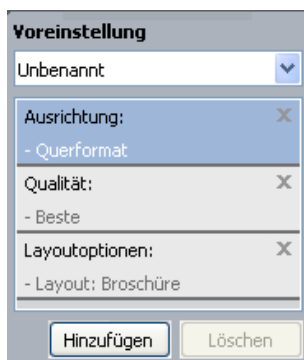 Voreinstellung
Unbenannt
Ausrichtung:
- Querformat
Qualität:
- Beste
Layoutoptionen:
- Layout: Broschüre
Hinzufügen Löschen